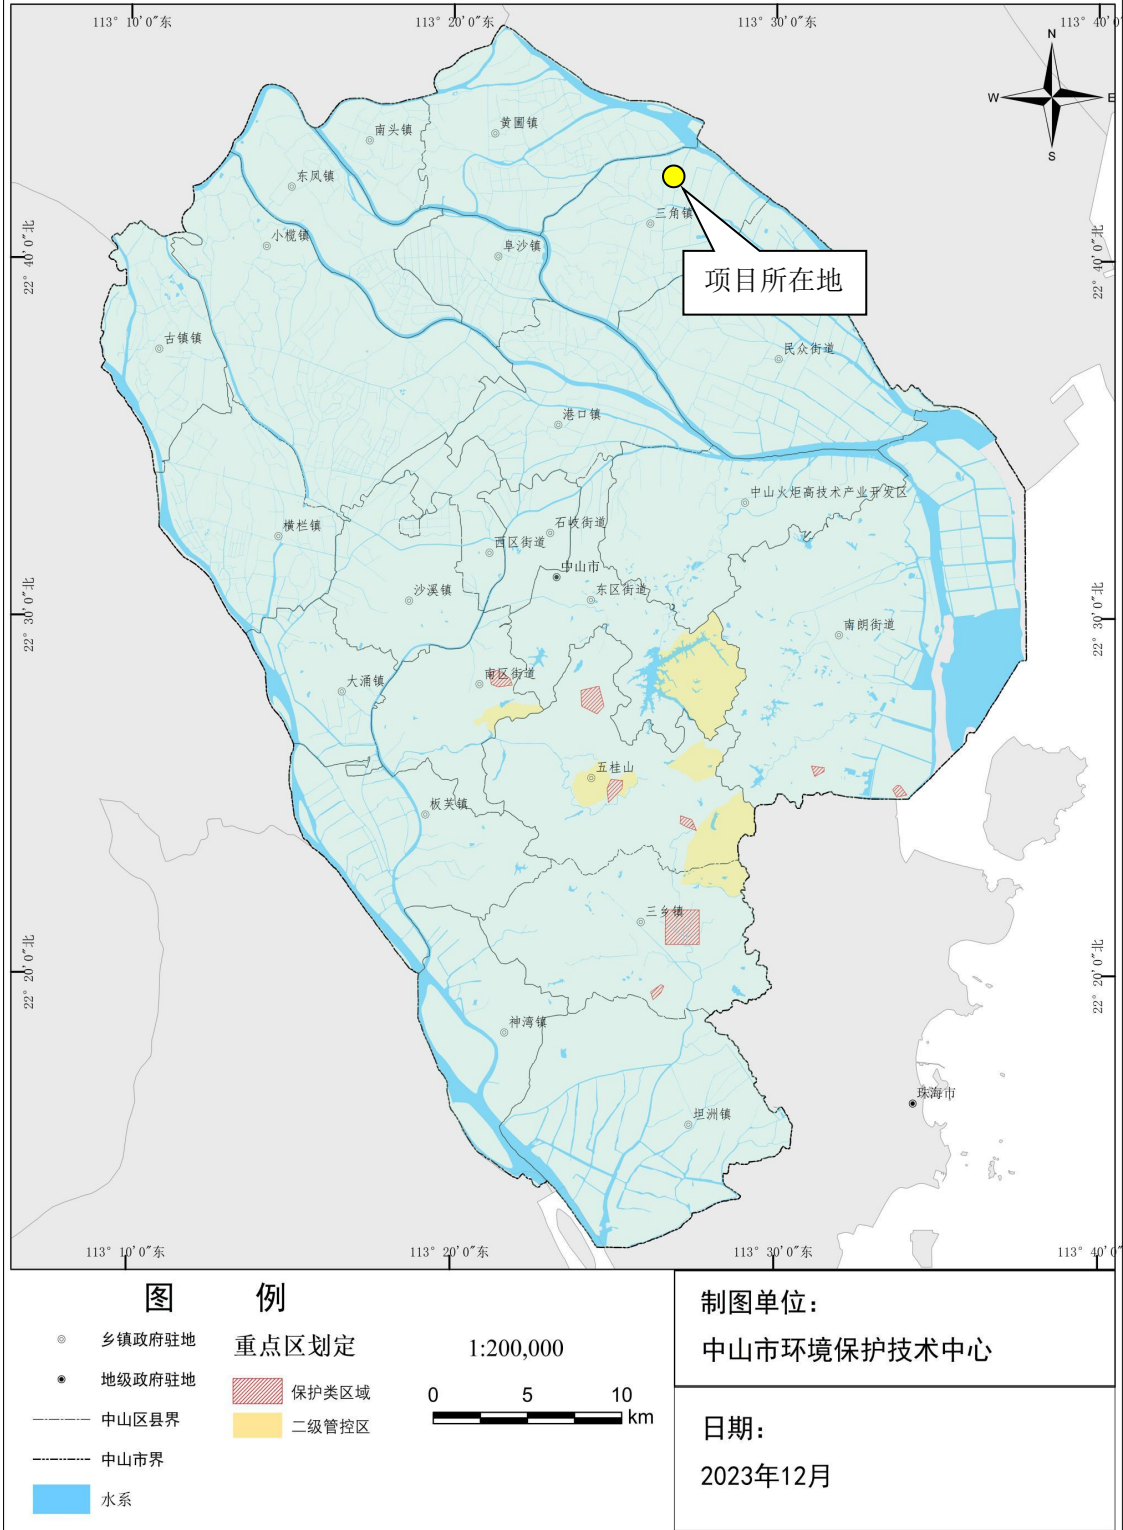 113° 10′ 0″东
113° 20′ 0″东
113° 30′ 0″东
113° 40′ 0″
N
W
E
S
南头镇
黄圃镇
东凤镇
三角镇
小榄镇
阜沙镇
22° 40′ 0″北
22° 40′ 0″北
项目所在地
古镇镇
民众街道
港口镇
中山火炬高技术产业开发区
横栏镇
石岐街道
西区街道
中山市
沙溪镇
东区街道
22° 30′ 0″北
22° 30′ 0″北
南朗街道
大涌镇
南区街道
五桂山
板芙镇
三乡镇
22° 20′ 0″北
22° 20′ 0″北
神湾镇
珠海市
坦洲镇
113° 10′ 0″东
113° 20′ 0″东
113° 30′ 0″东
113° 40′ 0″
图 例
乡镇政府驻地
地级政府驻地
中山区县界
中山市界
水系
重点区划定
保护类区域
二级管控区
1:200,000
0 5 10
km
制图单位：
中山市环境保护技术中心
日期：
2023年12月